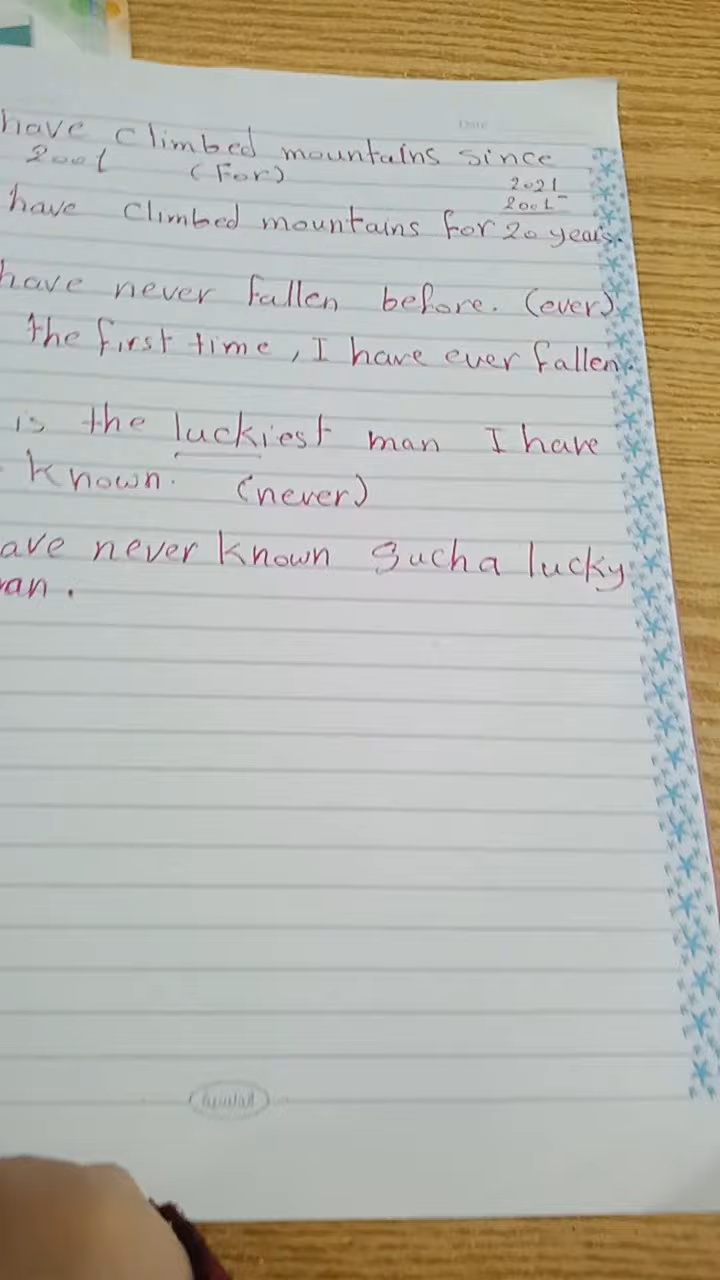 Date
have climbed mountains since
2001 (For)
2021
2001-
have climbed mountains for 20 years.
have never fallen before. (ever)
the first time, I have ever fallen.
is the luckiest man I have
known. (never)
ave never known such a lucky
an.